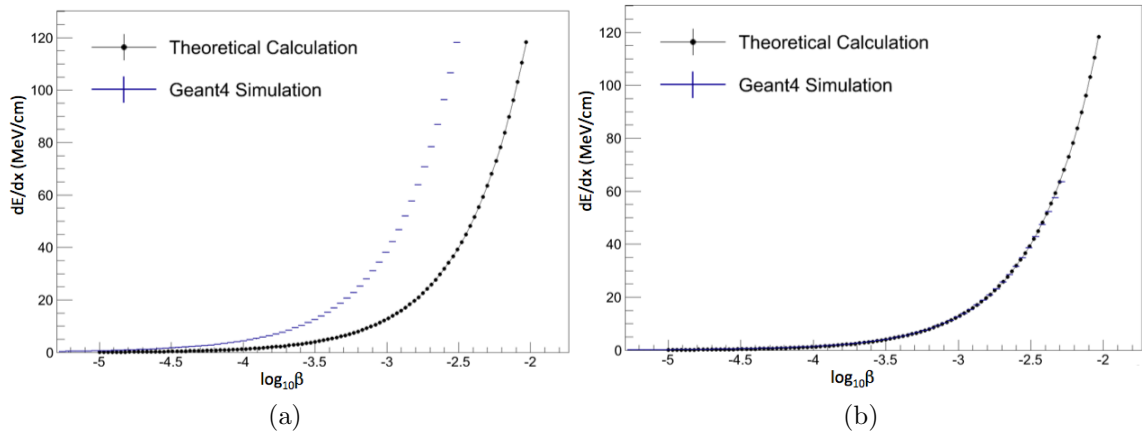 120
100
80
60
40
20
0
dE/dx (MeV/cm)
Theoretical Calculation
Geant4 Simulation
-5 -4.5 -4 -3.5 -3 -2.5 -2
log10β
(a)
120
100
80
60
40
20
0
dE/dx (MeV/cm)
Theoretical Calculation
Geant4 Simulation
-5 -4.5 -4 -3.5 -3 -2.5 -2
log10β
(b)